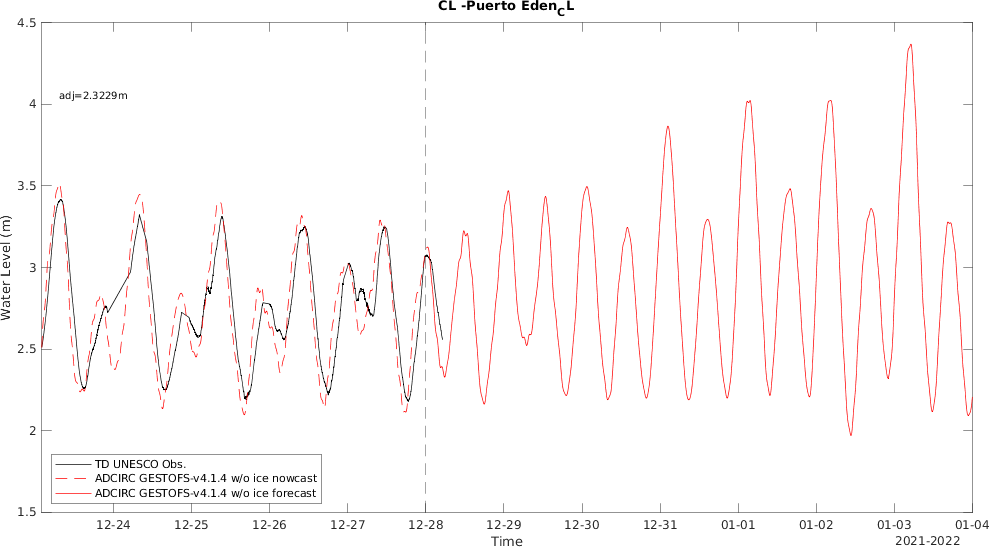 CL -Puerto Eden_CL
4.5
4
3.5
3
2.5
2
1.5
Water Level (m)
adj=2.3229m
TD UNESCO Obs.
ADCIRC GESTOFS-v4.1.4 w/o ice nowcast
ADCIRC GESTOFS-v4.1.4 w/o ice forecast
12-24 12-25 12-26 12-27 12-28 12-29 12-30 12-31 01-01 01-02 01-03 01-04
Time
2021-2022